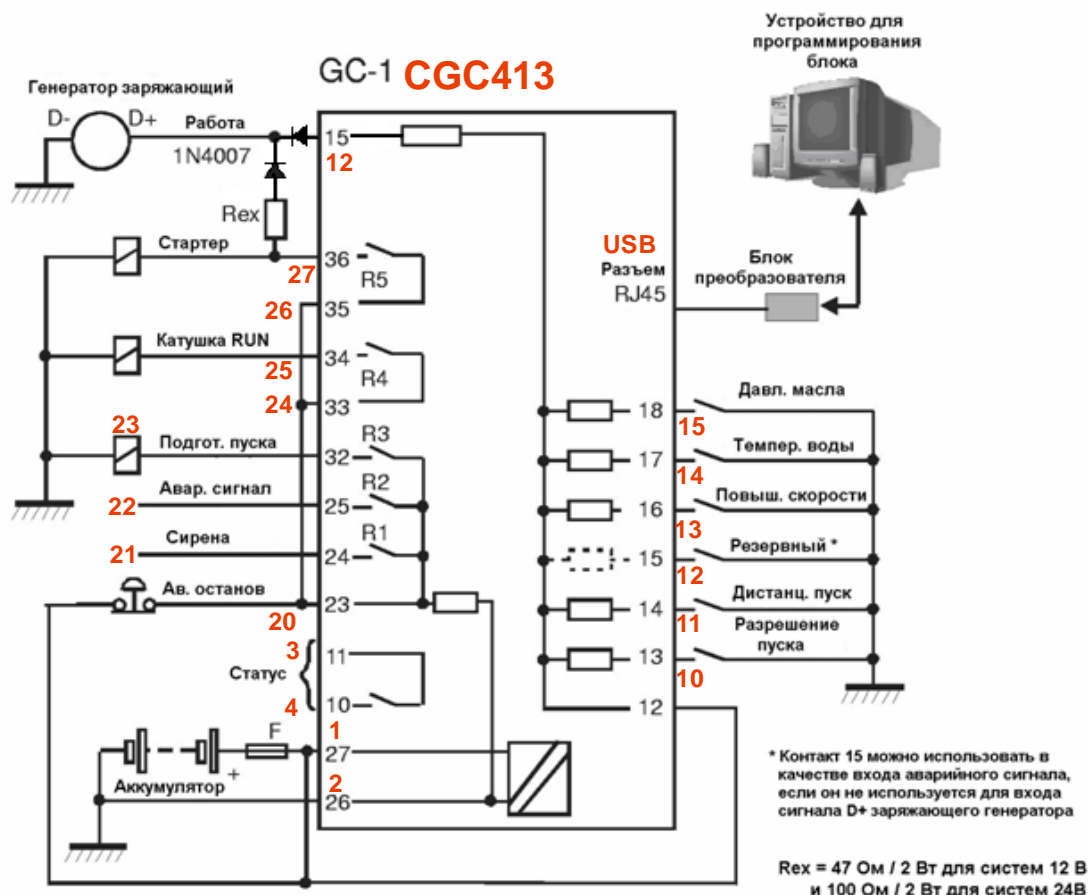 Устройство для
программирования
блока
GC-1 CGC413
Генератор заряжающий
D- D+ Работа
1N4007
15
12
Rex
Стартер
36
27
R5
26
35
USB
Разъем
RJ45
Блок
преобразователя
Катушка RUN
34
25
R4
24
33
23
Подгот. пуска
32
R3
Авар. сигнал
22
25
R2
Сирена
21
24
R1
Ав. останов
23
20
3
11
Статус
10
4
1
F
27
Аккумулятор
+
2
26
Давл. масла
18
15
Темпер. воды
17
14
Повыш. скорости
16
13
Резервный *
15
12
Дистанц. пуск
14
11
Разрешение
пуска
13
10
12
* Контакт 15 можно использовать в
качестве входа аварийного сигнала,
если он не используется для входа
сигнала D+ заряжающего генератора
Rex = 47 Ом / 2 Вт для систем 12 В
и 100 Ом / 2 Вт для систем 24В